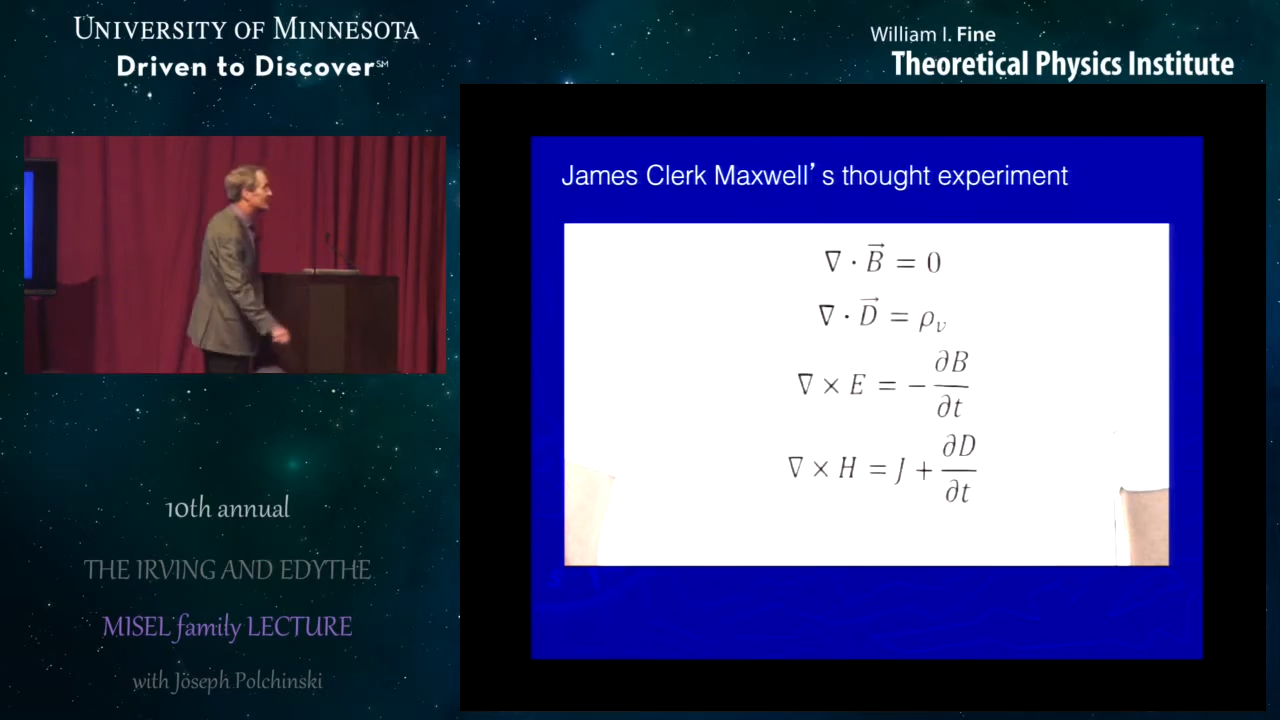 UNIVERSITY OF MINNESOTA
Driven to Discover℠
William I. Fine
Theoretical Physics Institute
James Clerk Maxwell's thought experiment
∇ · B⃗ = 0
∇ · D⃗ = ρᵥ
∇ × E = − ∂B/∂t
∇ × H = J + ∂D/∂t
10th annual
THE IRVING AND EDYTHE
MISEL family LECTURE
with Joseph Polchinski